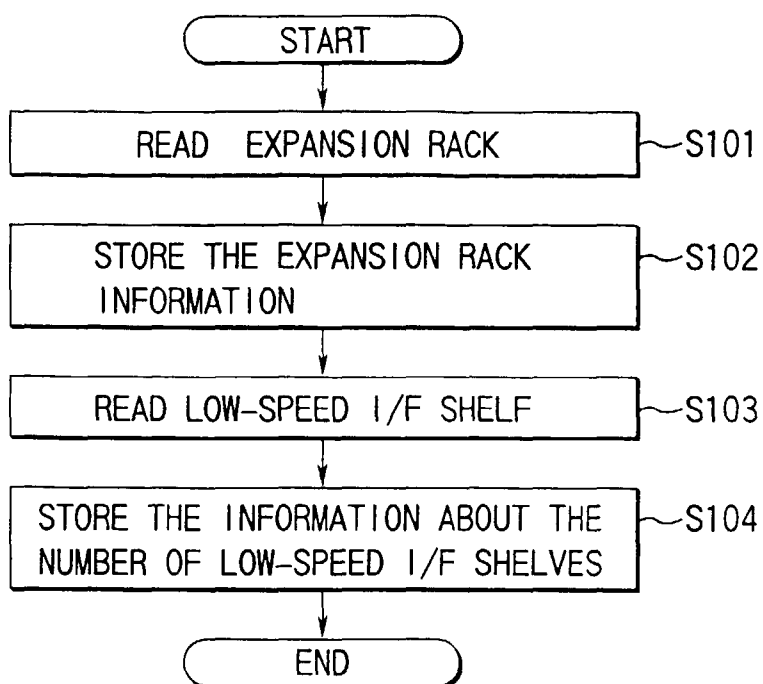 START
READ EXPANSION RACK
S101
STORE THE EXPANSION RACK
INFORMATION
S102
READ LOW-SPEED I/F SHELF
S103
STORE THE INFORMATION ABOUT THE
NUMBER OF LOW-SPEED I/F SHELVES
S104
END